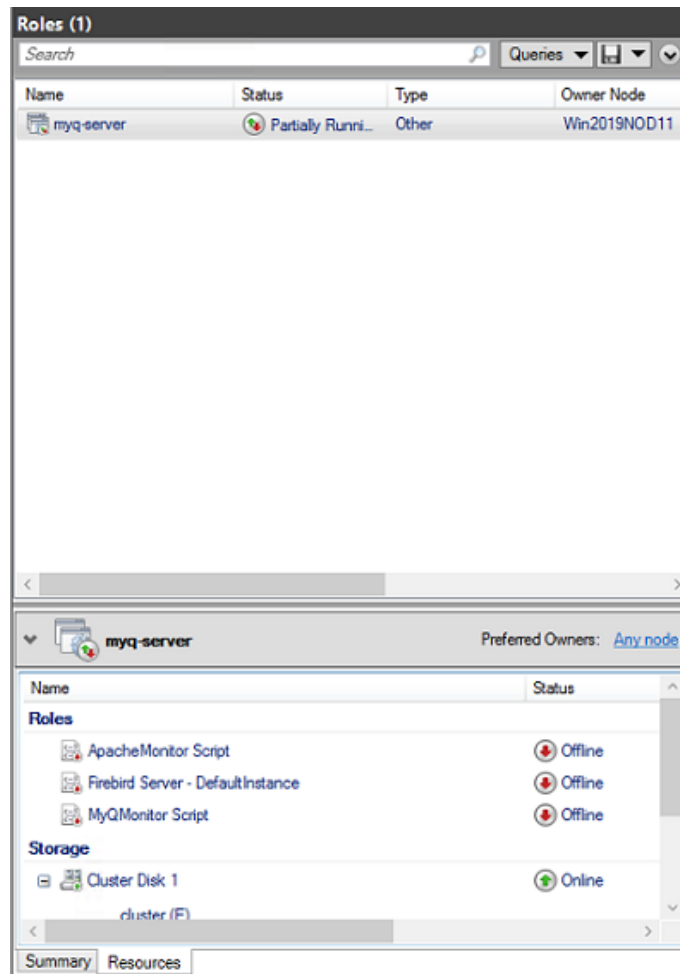 Roles (1)
Search Queries
Name Status Type Owner Node
myq-server Partially Runni... Other Win2019NOD11
myq-server Preferred Owners: Any node
Name Status
Roles
ApacheMonitor Script Offline
Firebird Server - DefaultInstance Offline
MyQMonitor Script Offline
Storage
Cluster Disk 1 Online
cluster (E)
Summary Resources